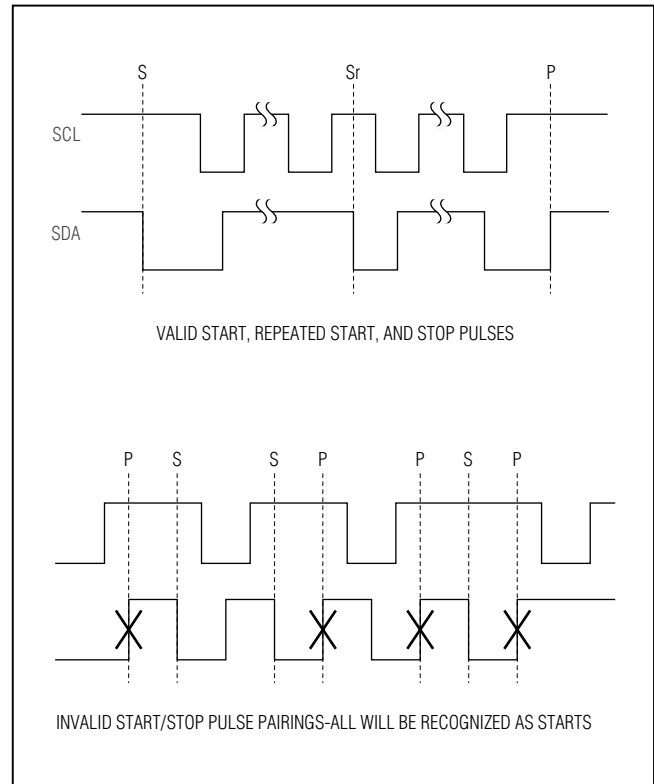 S Sr P
SCL
SDA
VALID START, REPEATED START, AND STOP PULSES
P S S P P S P
INVALID START/STOP PULSE PAIRINGS-ALL WILL BE RECOGNIZED AS STARTS